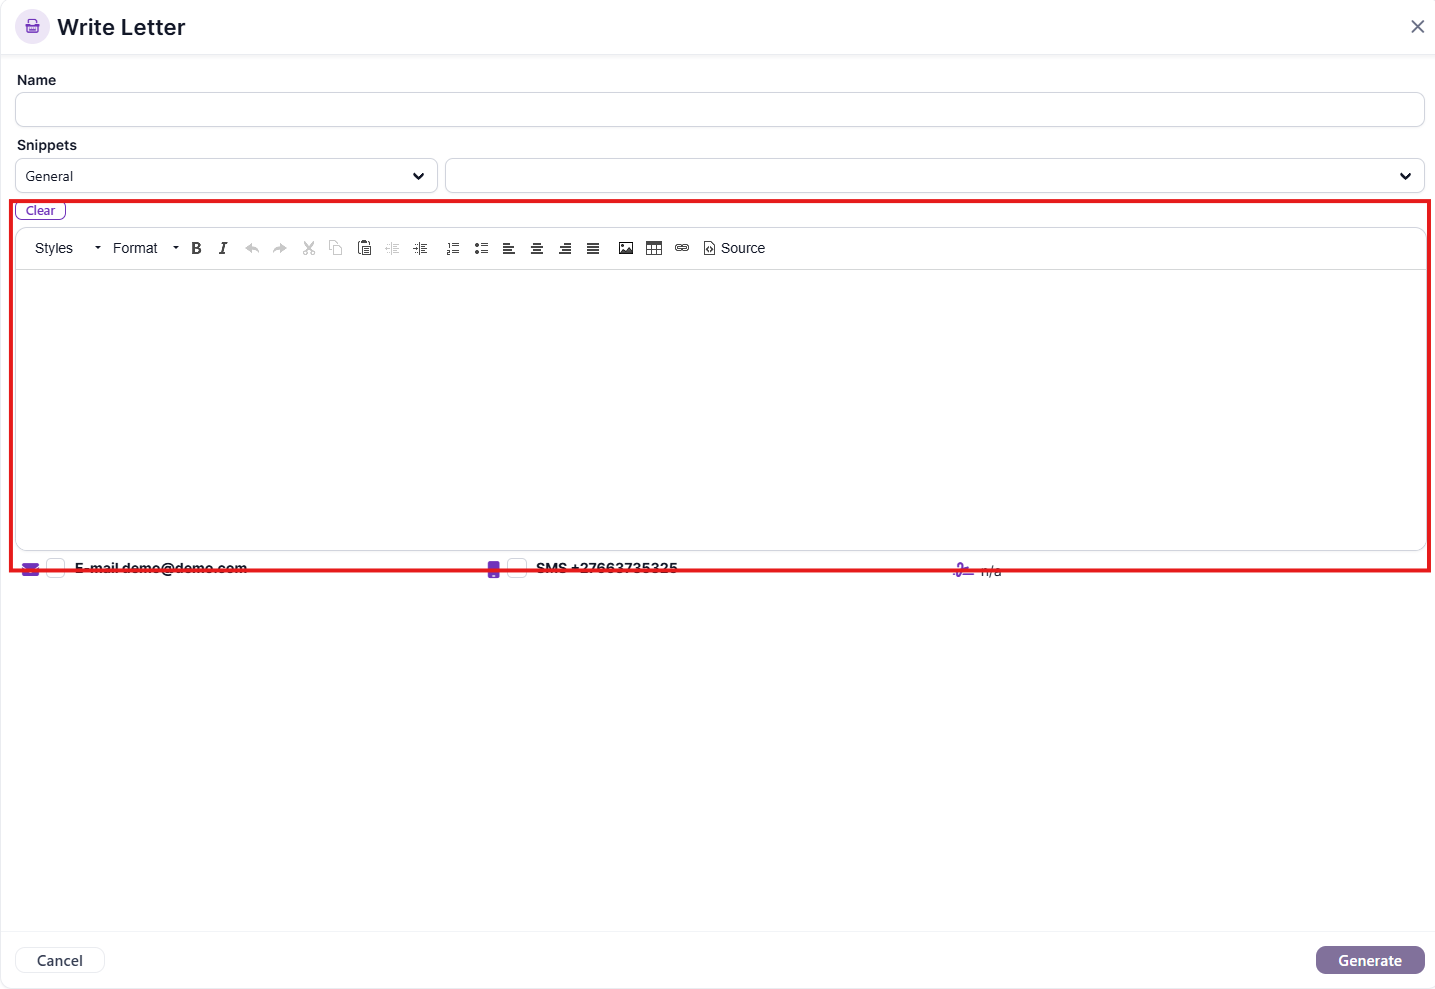 Write Letter
Name
Snippets
General
Clear
Styles Format B I Source
E-mail demo@demo.com SMS +27663735325 n/a
Cancel Generate